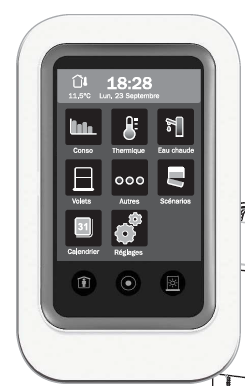 18:28
11,5°C Lun, 23 Septembre
Conso Thermique Eau chaude
Volets Autres Scénarios
31
Calendrier Réglages